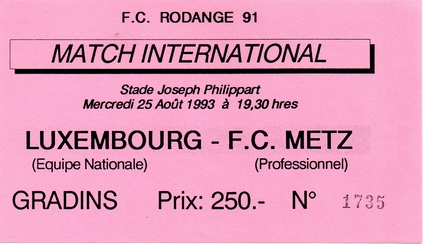 F.C. RODANGE 91
MATCH INTERNATIONAL
Stade Joseph Philippart
Mercredi 25 Août 1993 à 19,30 hres
LUXEMBOURG - F.C. METZ
(Equipe Nationale) (Professionnel)
GRADINS Prix: 250.- N° 1735